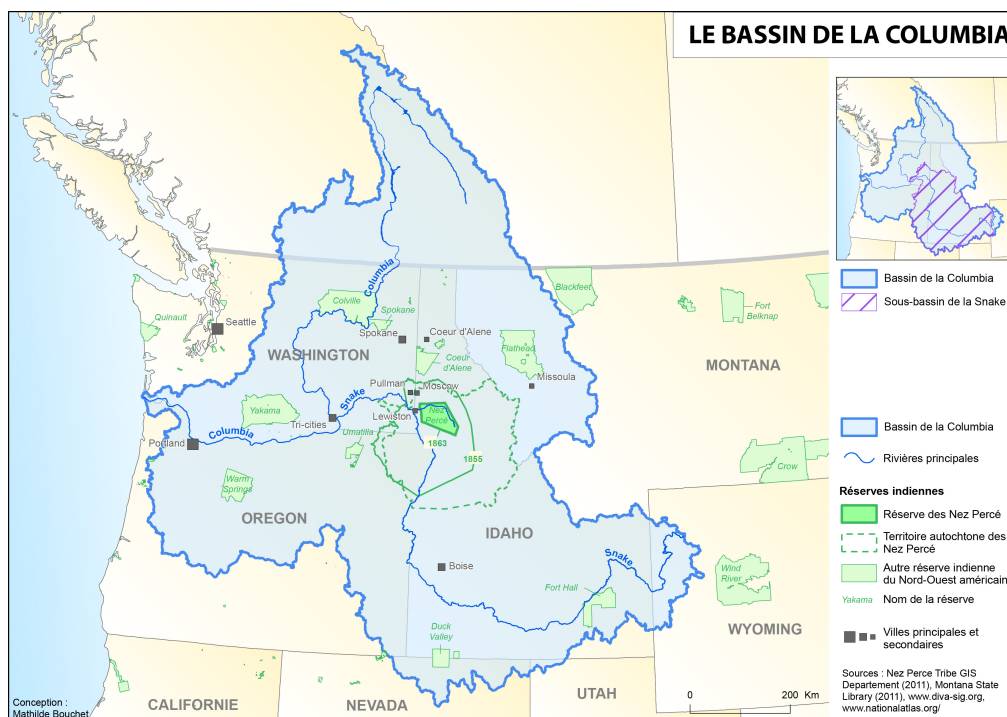 LE BASSIN DE LA COLUMBIA
Columbia
Colville
Spokane
Blackfeet
Fort
Belknap
Quinault
Seattle
Spokane
Coeur d'Alene
Flathead
WASHINGTON
Coeur
d'Alene
MONTANA
Missoula
Pullman
Moscow
Snake
Yakama
Lewiston
Nez
Percé
Tri-cities
Umatilla
Columbia
Portland
1863
1855
Crow
Warm
Springs
OREGON
IDAHO
Snake
Boise
Wind
River
Fort Hall
Duck
Valley
WYOMING
CALIFORNIE
NEVADA
UTAH
0
200 Km
Conception :
Mathilde Bouchet
Bassin de la Columbia
Sous-bassin de la Snake
Bassin de la Columbia
Rivières principales
Réserves indiennes
Réserve des Nez Percé
Territoire autochtone des
Nez Percé
Autre réserve indienne
du Nord-Ouest américain
Yakama
Nom de la réserve
Villes principales et
secondaires
Sources : Nez Perce Tribe GIS
Departement (2011), Montana State
Library (2011), www.diva-sig.org,
www.nationalatlas.org/